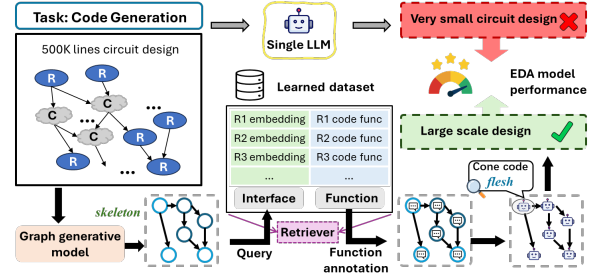 Task: Code Generation
500K lines circuit design
R
R
C
C
R
R
R
R
...
...
...
Single LLM
Very small circuit design
EDA model
performance
Large scale design
Learned dataset
R1 embedding R1 code func
R2 embedding R2 code func
R3 embedding R3 code func
... ...
Interface Function
Retriever
skeleton
Graph generative
model
Query
Function
annotation
Cone code
flesh